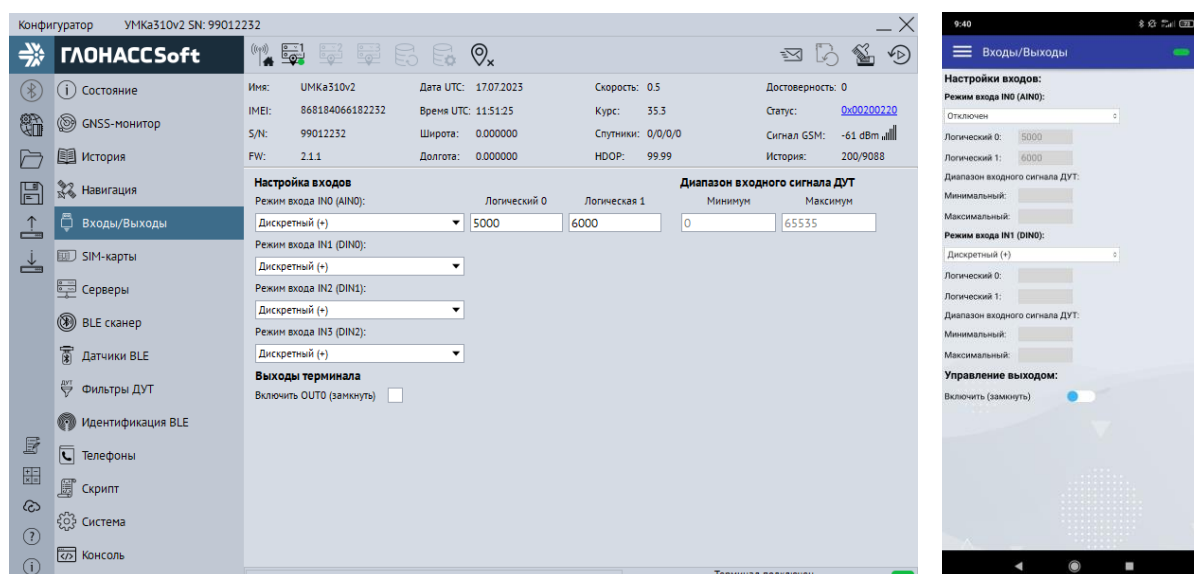 Конфигуратор УМКа310v2 SN: 99012232
ГЛОНАССSoft
Состояние
GNSS-монитор
История
Навигация
Входы/Выходы
SIM-карты
Серверы
BLE сканер
Датчики BLE
Фильтры ДУТ
Идентификация BLE
Телефоны
Скрипт
Система
Консоль
Имя: УМКа310v2 Дата UTC: 17.07.2023 Скорость: 0.5 Достоверность: 0
IMEI: 868184066182232 Время UTC: 11:51:25 Курс: 35.3 Статус: 0x00200220
S/N: 99012232 Широта: 0.000000 Спутники: 0/0/0/0 Сигнал GSM: -61 dBm
FW: 2.1.1 Долгота: 0.000000 HDOP: 99.99 История: 200/9088
Настройка входов Диапазон входного сигнала ДУТ
Режим входа IN0 (AIN0): Логический 0 Логическая 1 Минимум Максимум
Дискретный (+) 5000 6000 0 65535
Режим входа IN1 (DIN0):
Дискретный (+)
Режим входа IN2 (DIN1):
Дискретный (+)
Режим входа IN3 (DIN2):
Дискретный (+)
Выходы терминала
Включить OUT0 (замкнуть)
Терминал подключен
9:40
Входы/Выходы
Настройки входов:
Режим входа IN0 (AIN0):
Отключен
Логический 0: 5000
Логический 1: 6000
Диапазон входного сигнала ДУТ:
Минимальный:
Максимальный:
Режим входа IN1 (DIN0):
Дискретный (+)
Логический 0:
Логический 1:
Диапазон входного сигнала ДУТ:
Минимальный:
Максимальный:
Управление выходом:
Включить (замкнуть)